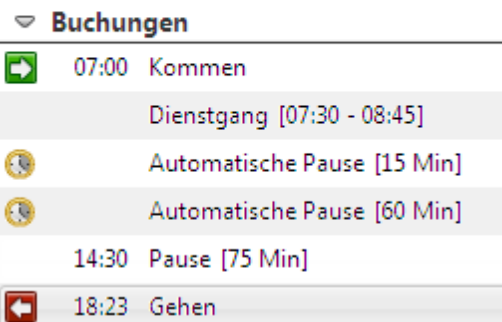 Buchungen
07:00 Kommen
Dienstgang [07:30 - 08:45]
Automatische Pause [15 Min]
Automatische Pause [60 Min]
14:30 Pause [75 Min]
18:23 Gehen